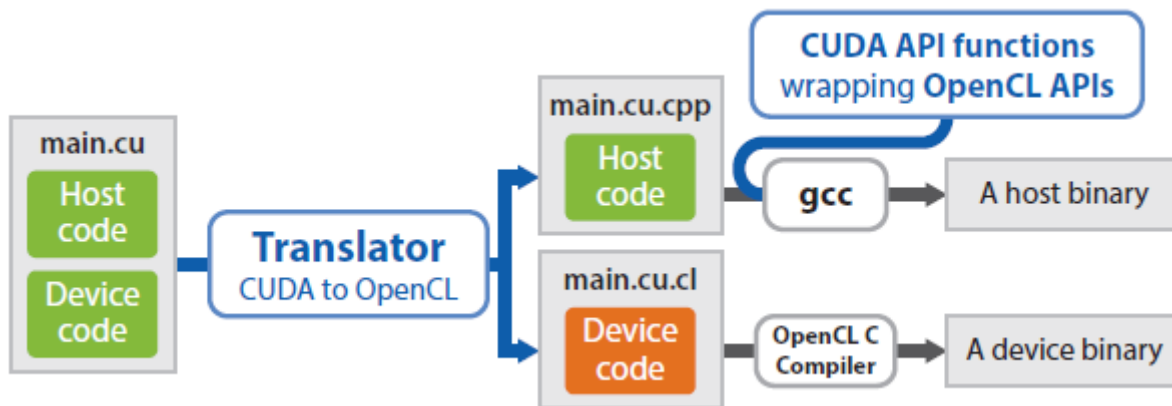 main.cu
Host
code
Device
code
Translator
CUDA to OpenCL
main.cu.cpp
Host
code
main.cu.cl
Device
code
CUDA API functions
wrapping OpenCL APIs
gcc
A host binary
OpenCL C
Compiler
A device binary